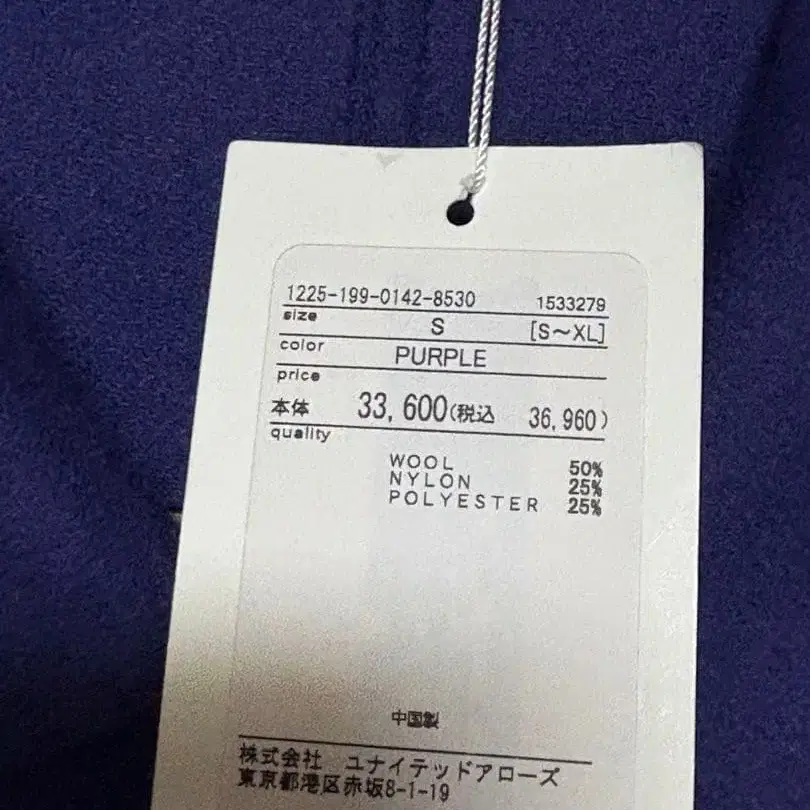 1225-199-0142-8530 1533279
size S [S～XL]
color PURPLE
price
本体 33,600(税込 36,960)
quality
WOOL 50%
NYLON 25%
POLYESTER 25%
中国製
株式会社 ユナイテッドアローズ
東京都港区赤坂8-1-19